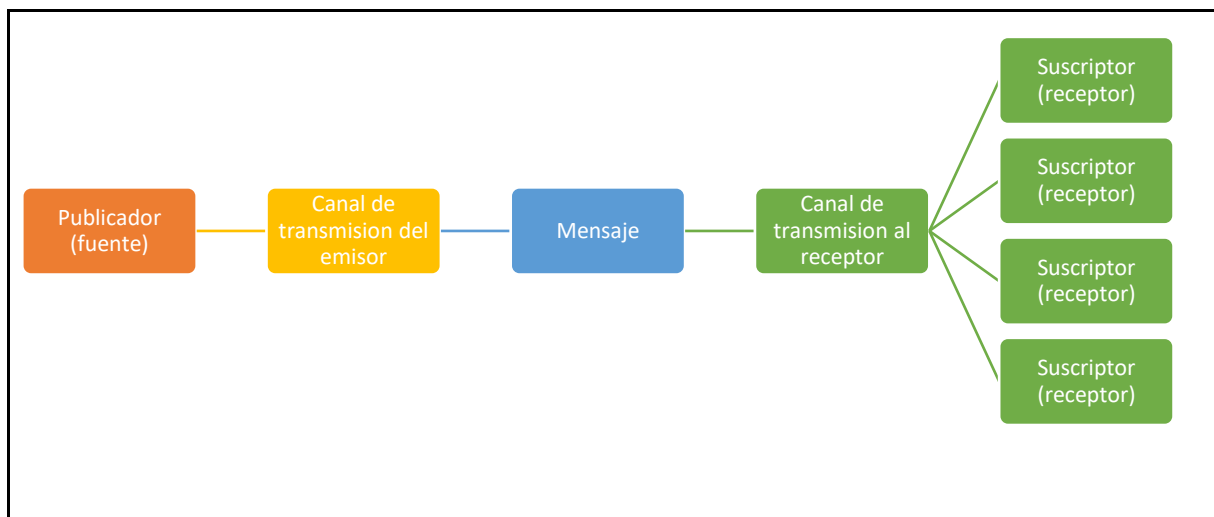 Publicador
(fuente)
Canal de
transmision del
emisor
Mensaje
Canal de
transmision al
receptor
Suscriptor
(receptor)
Suscriptor
(receptor)
Suscriptor
(receptor)
Suscriptor
(receptor)